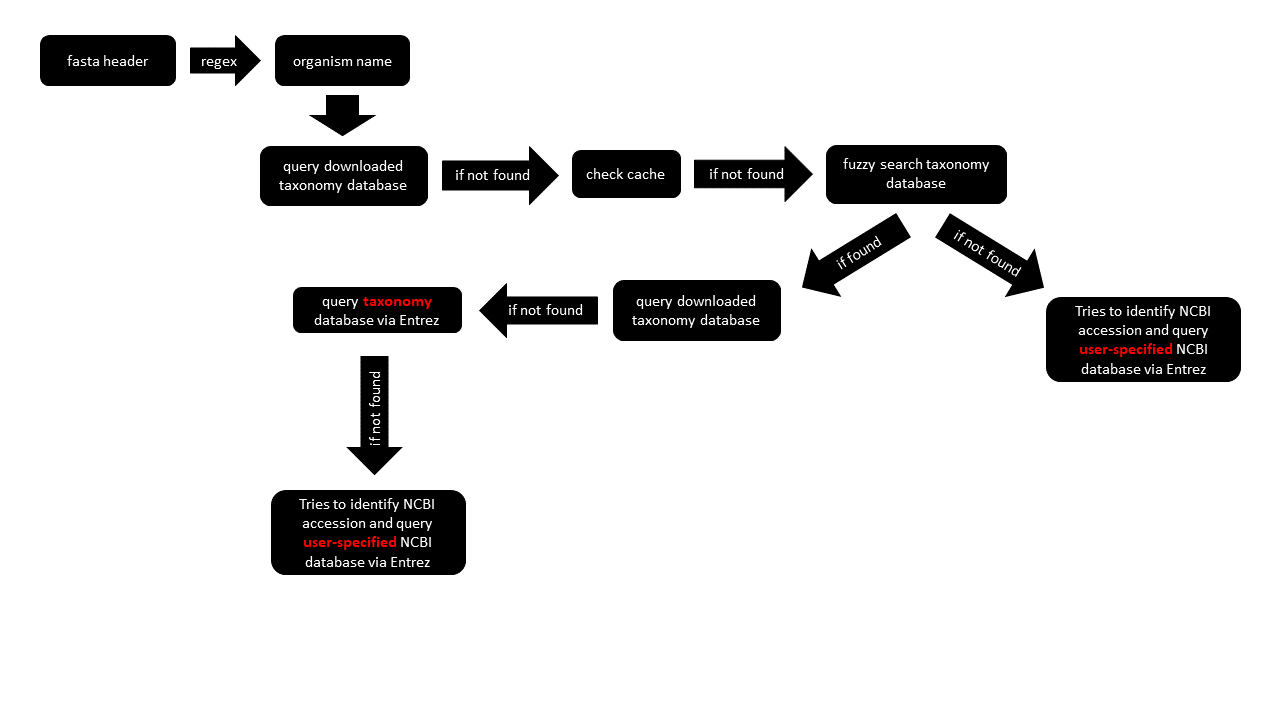 fasta header
regex
organism name
query downloaded
taxonomy database
if not found
check cache
if not found
fuzzy search taxonomy
database
if found
if not found
query taxonomy
database via Entrez
if not found
query downloaded
taxonomy database
Tries to identify NCBI
accession and query
user-specified NCBI
database via Entrez
if not found
Tries to identify NCBI
accession and query
user-specified NCBI
database via Entrez